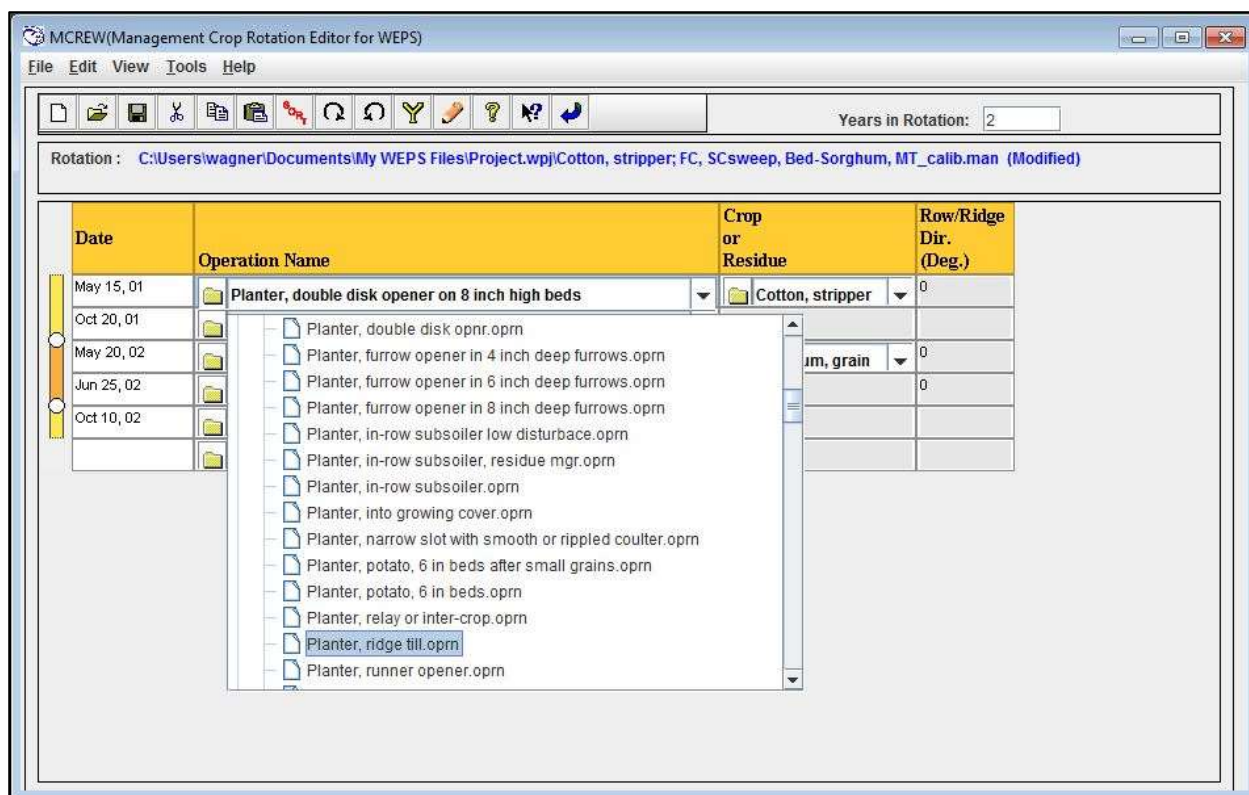 MCREW(Management Crop Rotation Editor for WEPS)
File Edit View Tools Help
Years in Rotation: 2
Rotation : C:\Users\wagner\Documents\My WEPS Files\Project.wpj\Cotton, stripper; FC, SCsweep, Bed-Sorghum, MT_calib.man (Modified)
Date Operation Name Crop or Residue Row/Ridge Dir. (Deg.)
May 15, 01 Planter, double disk opener on 8 inch high beds Cotton, stripper 0
Oct 20, 01
May 20, 02 um, grain 0
Jun 25, 02 0
Oct 10, 02
Planter, double disk opnr.oprn
Planter, furrow opener in 4 inch deep furrows.oprn
Planter, furrow opener in 6 inch deep furrows.oprn
Planter, furrow opener in 8 inch deep furrows.oprn
Planter, in-row subsoiler low disturbace.oprn
Planter, in-row subsoiler, residue mgr.oprn
Planter, in-row subsoiler.oprn
Planter, into growing cover.oprn
Planter, narrow slot with smooth or rippled coulter.oprn
Planter, potato, 6 in beds after small grains.oprn
Planter, potato, 6 in beds.oprn
Planter, relay or inter-crop.oprn
Planter, ridge till.oprn
Planter, runner opener.oprn